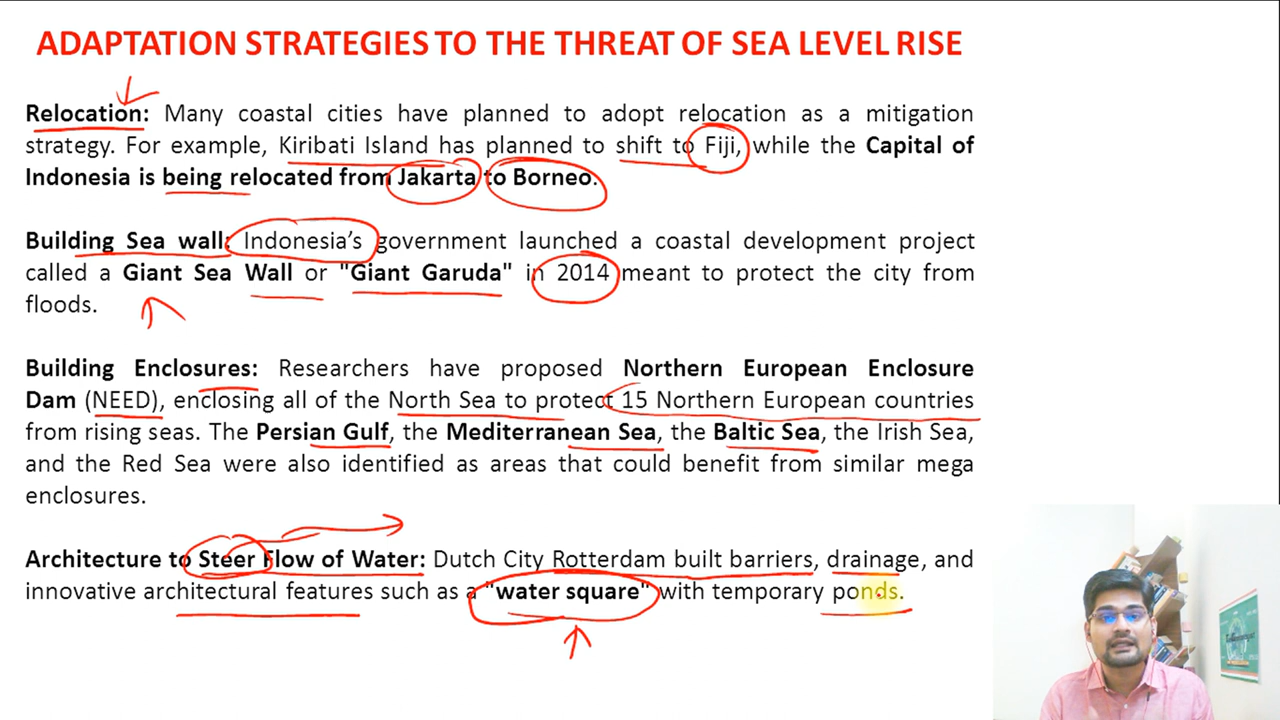 ADAPTATION STRATEGIES TO THE THREAT OF SEA LEVEL RISE
Relocation: Many coastal cities have planned to adopt relocation as a mitigation
strategy. For example, Kiribati Island has planned to shift to Fiji, while the Capital of
Indonesia is being relocated from Jakarta to Borneo.
Building Sea wall: Indonesia's government launched a coastal development project
called a Giant Sea Wall or "Giant Garuda" in 2014 meant to protect the city from
floods.
Building Enclosures: Researchers have proposed Northern European Enclosure
Dam (NEED), enclosing all of the North Sea to protect 15 Northern European countries
from rising seas. The Persian Gulf, the Mediterranean Sea, the Baltic Sea, the Irish Sea,
and the Red Sea were also identified as areas that could benefit from similar mega
enclosures.
Architecture to Steer Flow of Water: Dutch City Rotterdam built barriers, drainage, and
innovative architectural features such as a "water square" with temporary ponds.